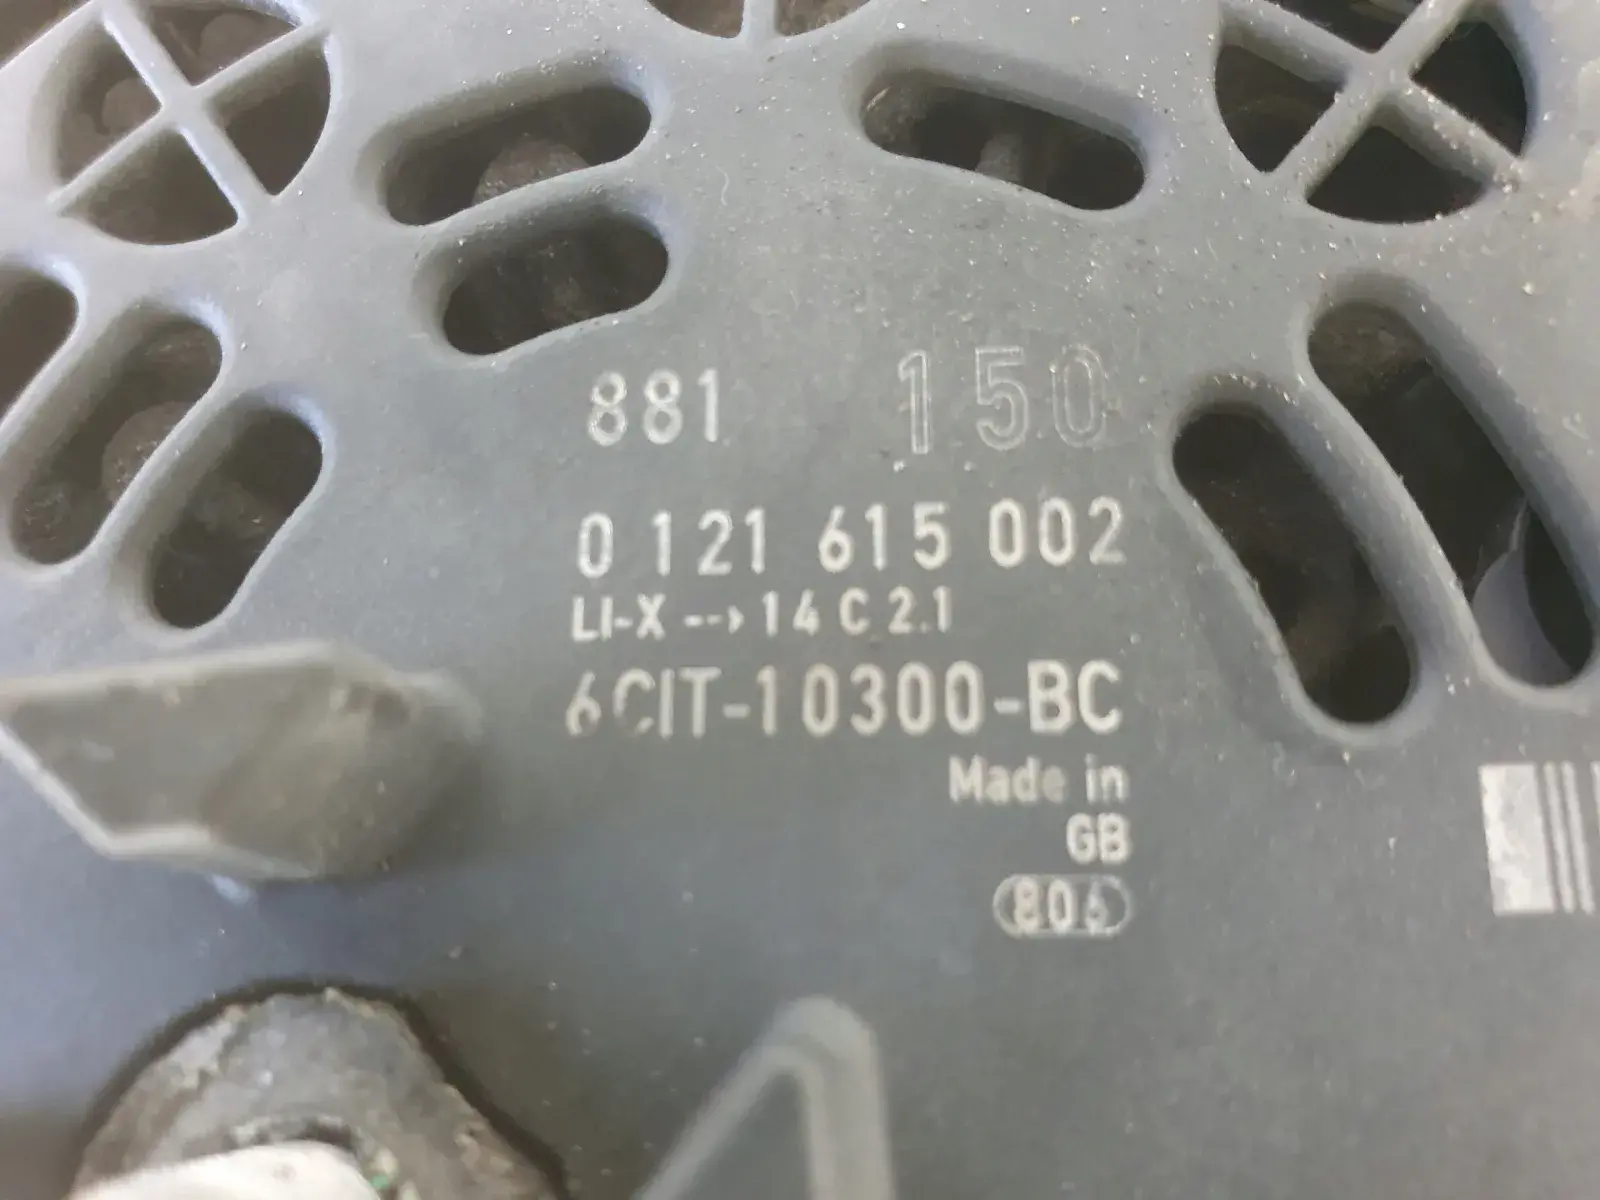 881 150
0 121 615 002
LI-X --→ 14 C 2.1
6C1T-10300-BC
Made in
GB
806